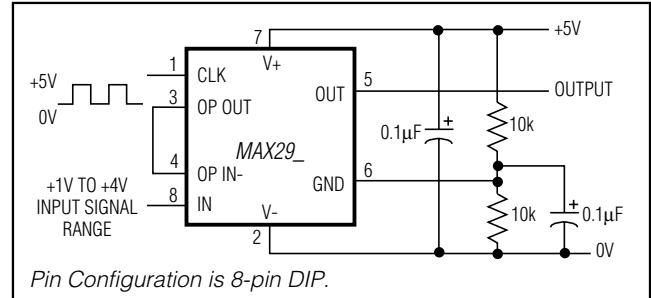 +5V
7
V+
1
CLK
+5V
0V
3
OP OUT
OUT
5
OUTPUT
0.1µF
+
10k
MAX29_
4
OP IN-
GND
6
+1V TO +4V
INPUT SIGNAL
RANGE
8
IN
V-
2
10k
+
0.1µF
0V
Pin Configuration is 8-pin DIP.